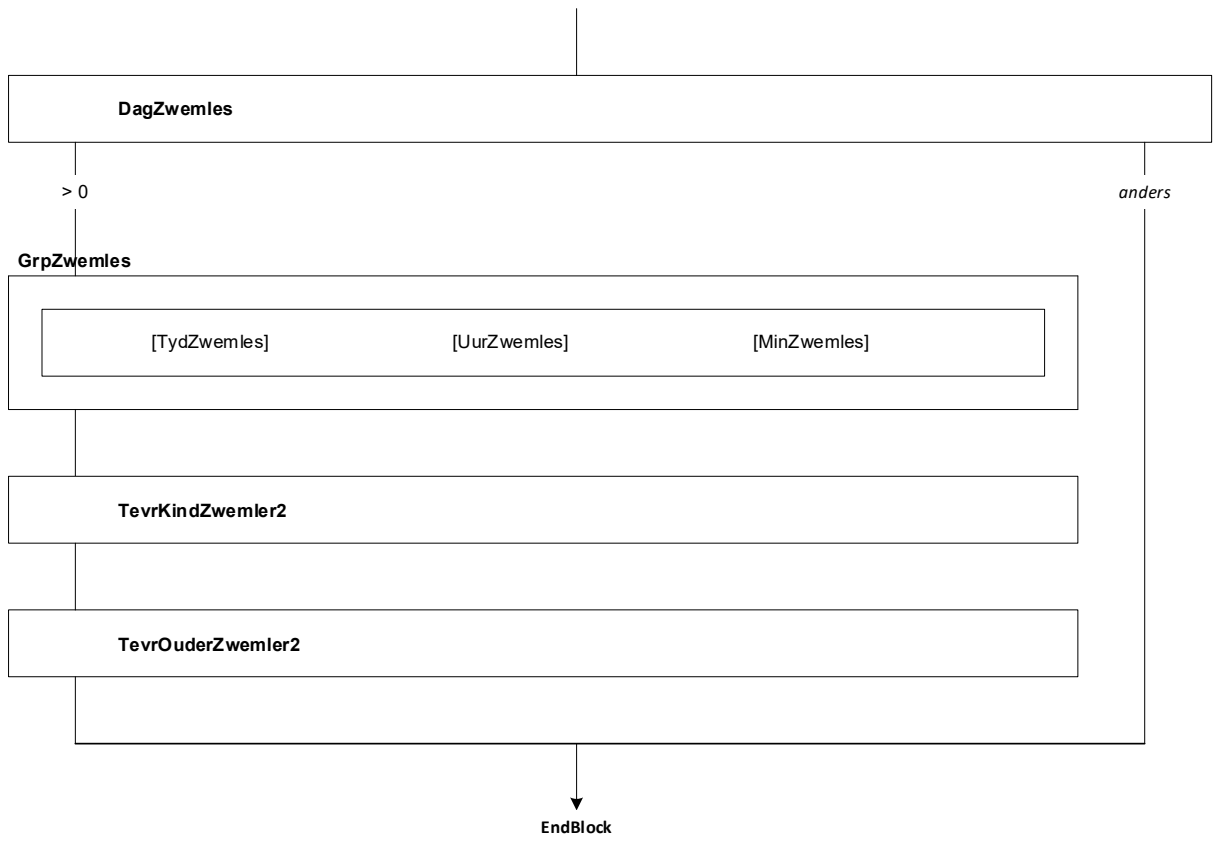 DagZwemles
> 0
anders
GrpZwemles
[TydZwemles] [UurZwemles] [MinZwemles]
TevrKindZwemler2
TevrOuderZwemler2
EndBlock